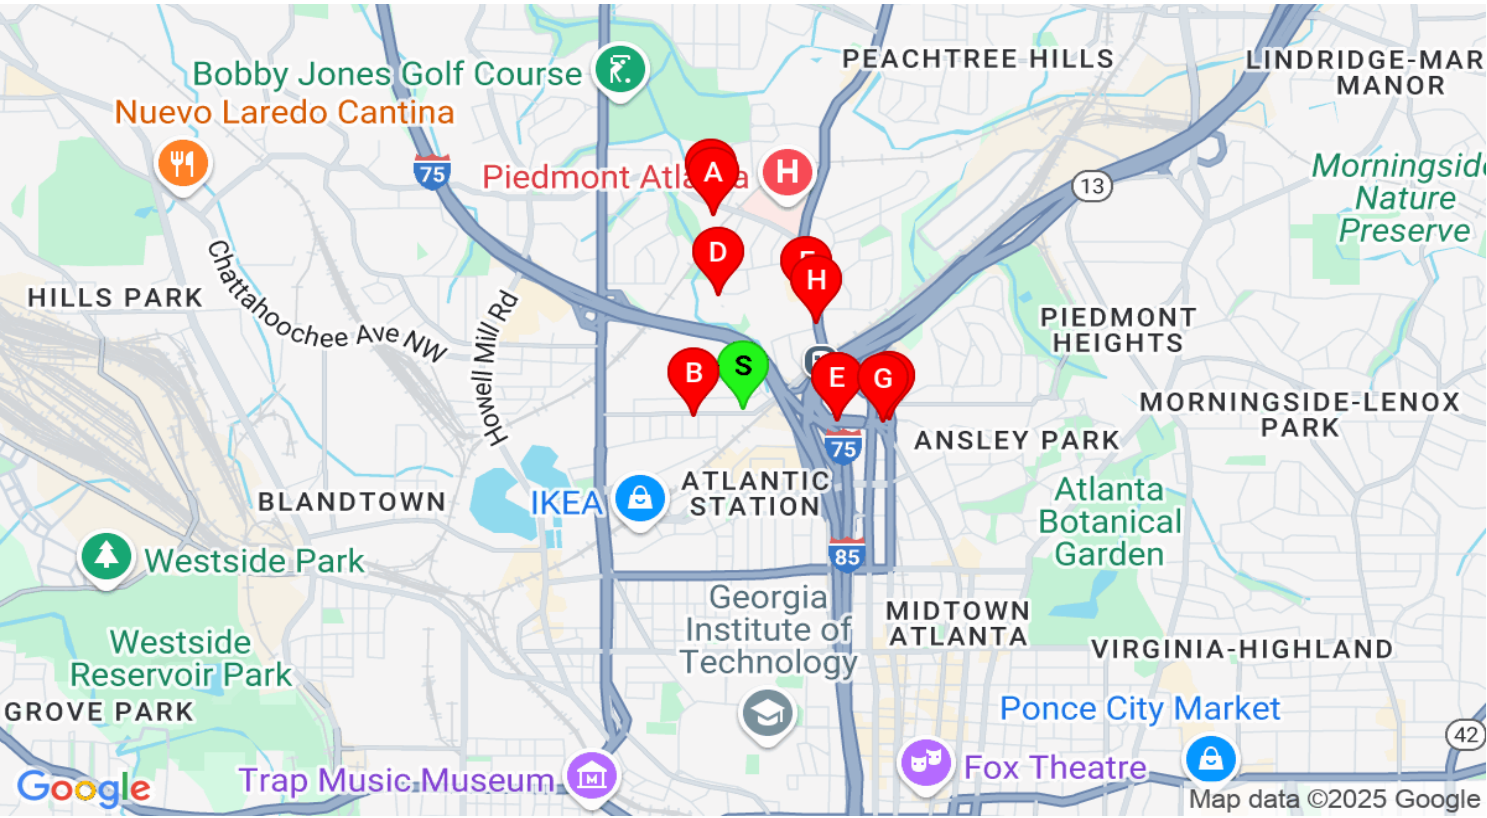 PEACHTREE HILLS
LINDRIDGE-MAR
MANOR
Bobby Jones Golf Course
Nuevo Laredo Cantina
75
Piedmont Atl
a
A
H
13
Morningside
Nature
Preserve
D
H
HILLS PARK
Chattahoochee Ave NW
Howell Mill Rd
PIEDMONT
HEIGHTS
B
S
E
G
MORNINGSIDE-LENOX
PARK
75
ANSLEY PARK
BLANDTOWN
IKEA
ATLANTIC
STATION
Atlanta
Botanical
Garden
Westside Park
85
Georgia
Institute of
Technology
MIDTOWN
ATLANTA
Westside
Reservoir Park
VIRGINIA-HIGHLAND
GROVE PARK
Ponce City Market
42
Trap Music Museum
M
Fox Theatre
Google
Map data ©2025 Google